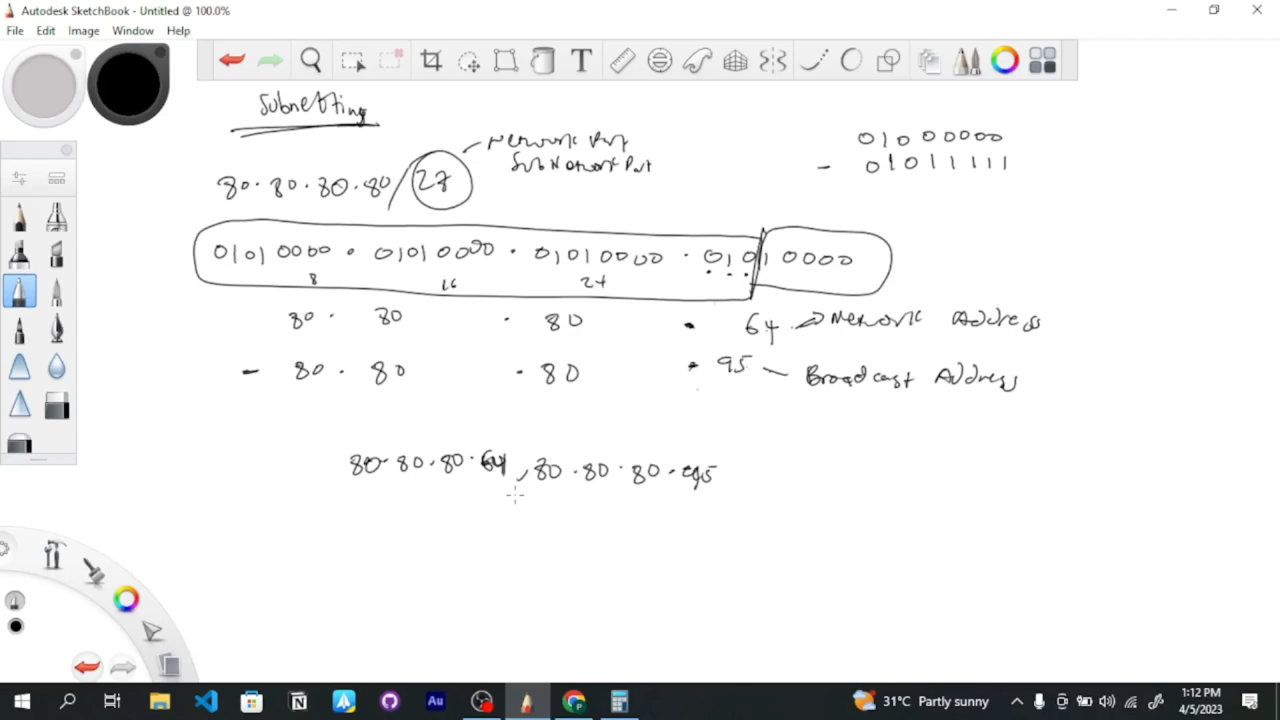 Autodesk SketchBook - Untitled @ 100.0%
File Edit Image Window Help
Subnetting
01000000
- 01011111
Network Part
SubNetwork Part
80.80.80.80/27
01010000 . 01010000 . 01010000 . 01010000
8 16 24
80 . 80 . 80 . 64 -> Network Address
- 80 . 80 . 80 . 95 - Broadcast Address
80.80.80.64, 80.80.80.95
Au
31°C Partly sunny
1:12 PM
4/5/2023